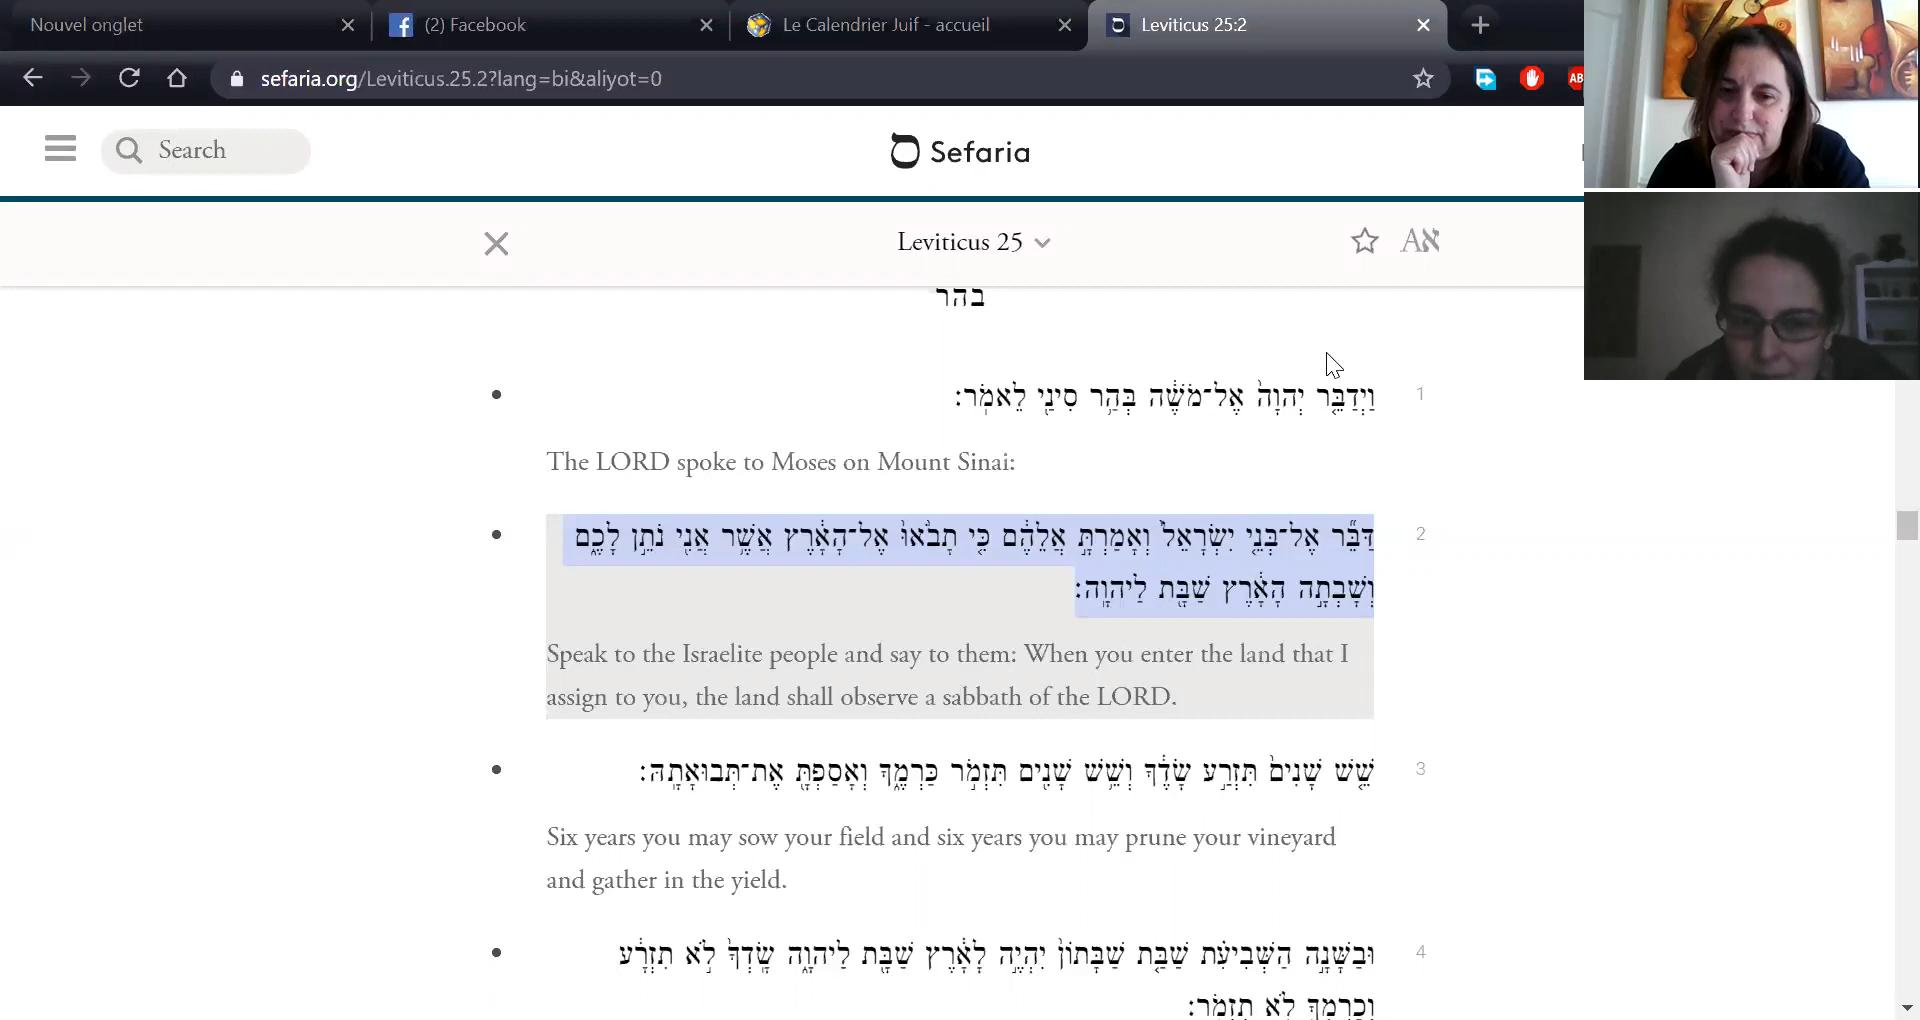 Nouvel onglet
(2) Facebook
Le Calendrier Juif - accueil
Leviticus 25:2
sefaria.org/Leviticus.25.2?lang=bi&aliyot=0
AB
Search
Sefaria
Leviticus 25
Aא
בהר
1
וַיְדַבֵּ֤ר יְהוָה֙ אֶל־מֹשֶׁ֔ה בְּהַ֥ר סִינַ֖י לֵאמֹֽר׃
The LORD spoke to Moses on Mount Sinai:
2
דַּבֵּ֞ר אֶל־בְּנֵ֤י יִשְׂרָאֵל֙ וְאָמַרְתָּ֣ אֲלֵהֶ֔ם כִּ֤י תָבֹ֙אוּ֙ אֶל־הָאָ֔רֶץ אֲשֶׁ֥ר אֲנִ֖י נֹתֵ֣ן לָכֶ֑ם
וְשָׁבְתָ֣ה הָאָ֔רֶץ שַׁבָּ֖ת לַיהוָֽה׃
Speak to the Israelite people and say to them: When you enter the land that I
assign to you, the land shall observe a sabbath of the LORD.
3
שֵׁ֤שׁ שָׁנִים֙ תִּזְרַ֣ע שָׂדֶ֔ךָ וְשֵׁ֥שׁ שָׁנִ֖ים תִּזְמֹ֣ר כַּרְמֶ֑ךָ וְאָסַפְתָּ֖ אֶת־תְּבוּאָתָֽהּ׃
Six years you may sow your field and six years you may prune your vineyard
and gather in the yield.
4
וּבַשָּׁנָ֣ה הַשְּׁבִיעִ֗ת שַׁבַּ֤ת שַׁבָּתוֹן֙ יִהְיֶ֣ה לָאָ֔רֶץ שַׁבָּ֖ת לַיהוָ֑ה שָֽׂדְךָ֙ לֹ֣א תִזְרָ֔ע
וְכַרְמְךָ֖ לֹ֥א תִזְמֹֽר׃